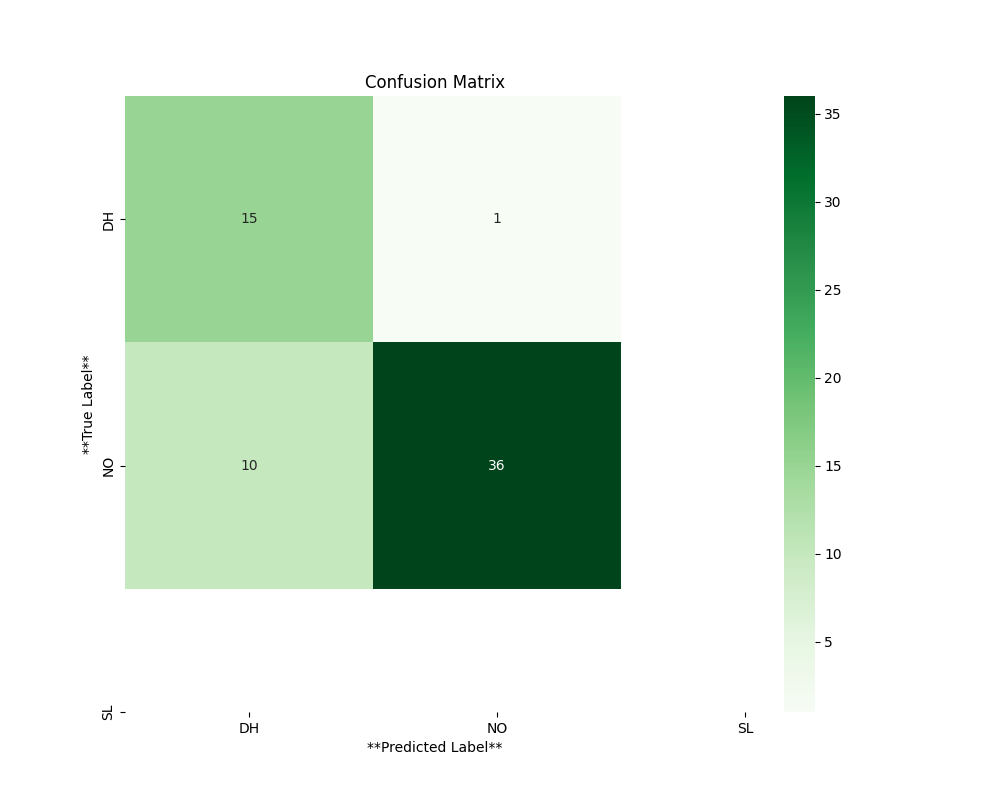 Confusion Matrix
DH
15
1
NO
10
36
SL
**True Label**
DH
NO
SL
**Predicted Label**
35
30
25
20
15
10
5